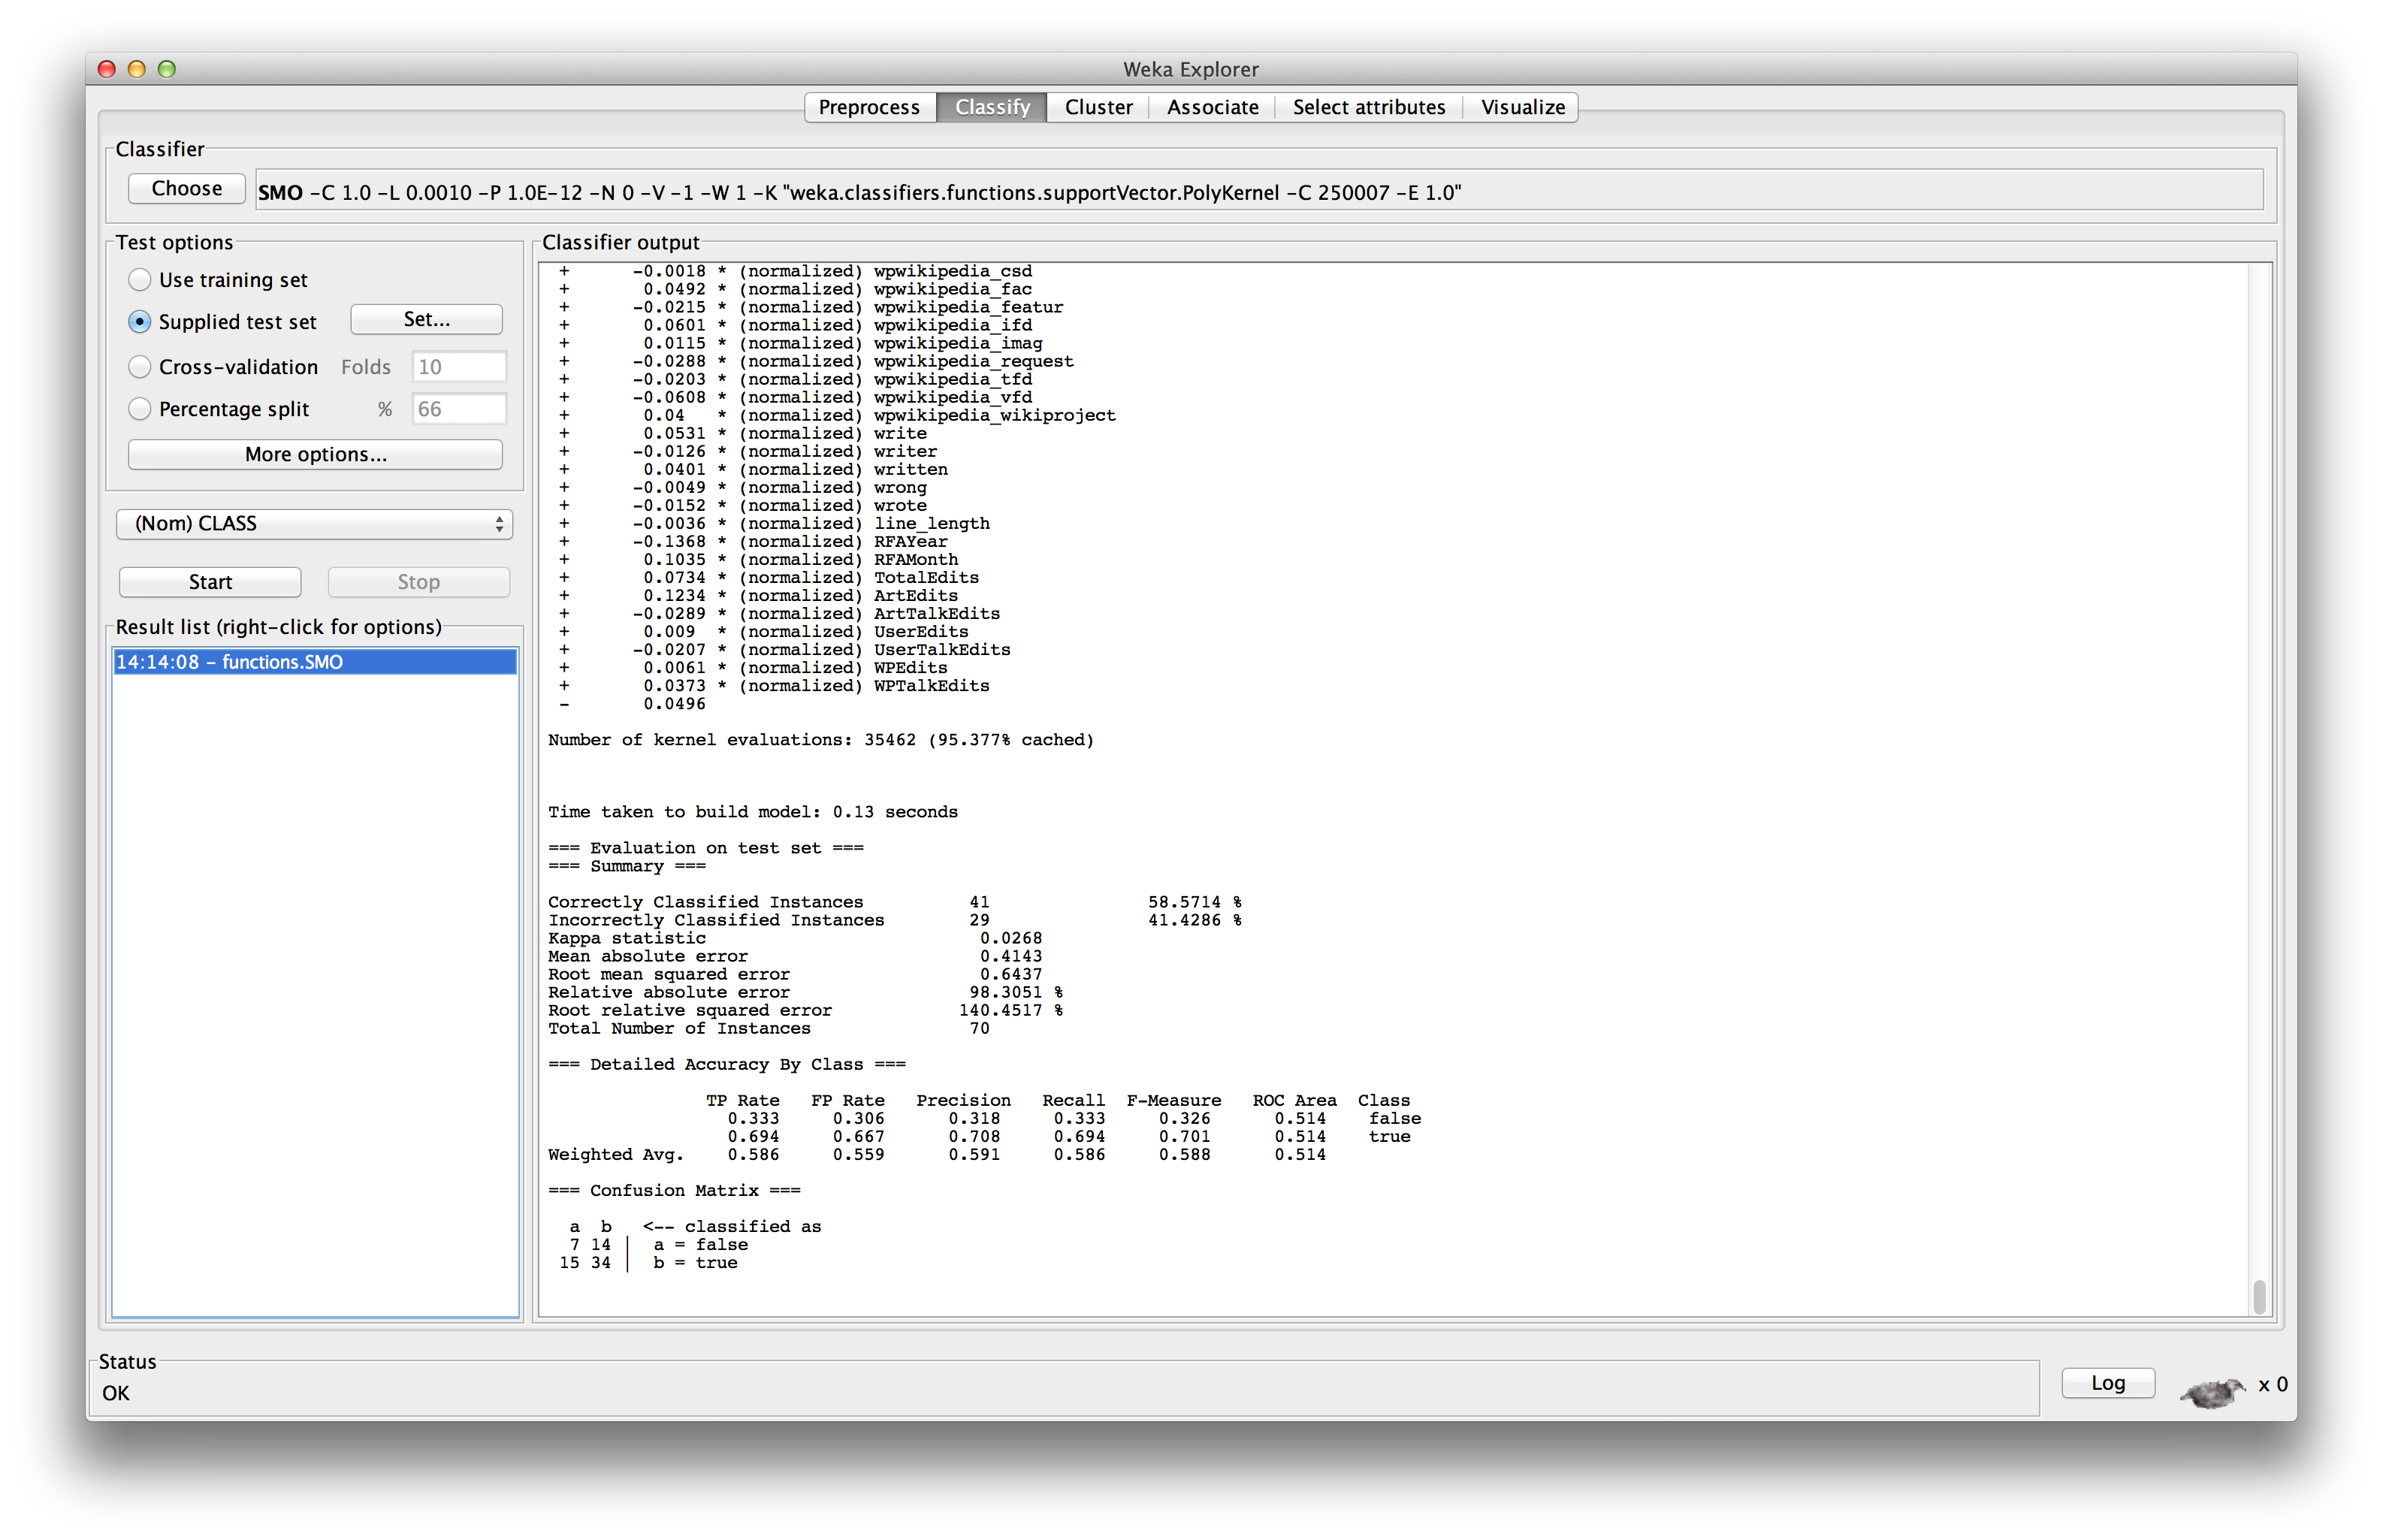 Weka Explorer
Preprocess Classify Cluster Associate Select attributes Visualize
Classifier
Choose SMO -C 1.0 -L 0.0010 -P 1.0E-12 -N 0 -V -1 -W 1 -K "weka.classifiers.functions.supportVector.PolyKernel -C 250007 -E 1.0"
Test options
Use training set
Supplied test set Set...
Cross-validation Folds 10
Percentage split % 66
More options...
(Nom) CLASS
Start Stop
Result list (right-click for options)
14:14:08 - functions.SMO
Classifier output
+ -0.0018 * (normalized) wpwikipedia_csd
+ 0.0492 * (normalized) wpwikipedia_fac
+ -0.0215 * (normalized) wpwikipedia_featur
+ 0.0601 * (normalized) wpwikipedia_ifd
+ 0.0115 * (normalized) wpwikipedia_imag
+ -0.0288 * (normalized) wpwikipedia_request
+ -0.0203 * (normalized) wpwikipedia_tfd
+ -0.0608 * (normalized) wpwikipedia_vfd
+ 0.04 * (normalized) wpwikipedia_wikiproject
+ 0.0531 * (normalized) write
+ -0.0126 * (normalized) writer
+ 0.0401 * (normalized) written
+ -0.0049 * (normalized) wrong
+ -0.0152 * (normalized) wrote
+ -0.0036 * (normalized) line_length
+ -0.1368 * (normalized) RFAYear
+ 0.1035 * (normalized) RFAMonth
+ 0.0734 * (normalized) TotalEdits
+ 0.1234 * (normalized) ArtEdits
+ -0.0289 * (normalized) ArtTalkEdits
+ 0.009 * (normalized) UserEdits
+ -0.0207 * (normalized) UserTalkEdits
+ 0.0061 * (normalized) WPEdits
+ 0.0373 * (normalized) WPTalkEdits
- 0.0496
Number of kernel evaluations: 35462 (95.377% cached)
Time taken to build model: 0.13 seconds
=== Evaluation on test set ===
=== Summary ===
Correctly Classified Instances 41 58.5714 %
Incorrectly Classified Instances 29 41.4286 %
Kappa statistic 0.0268
Mean absolute error 0.4143
Root mean squared error 0.6437
Relative absolute error 98.3051 %
Root relative squared error 140.4517 %
Total Number of Instances 70
=== Detailed Accuracy By Class ===
TP Rate FP Rate Precision Recall F-Measure ROC Area Class
0.333 0.306 0.318 0.333 0.326 0.514 false
0.694 0.667 0.708 0.694 0.701 0.514 true
Weighted Avg. 0.586 0.559 0.591 0.586 0.588 0.514
=== Confusion Matrix ===
a b <-- classified as
7 14 | a = false
15 34 | b = true
Status
OK
Log x 0